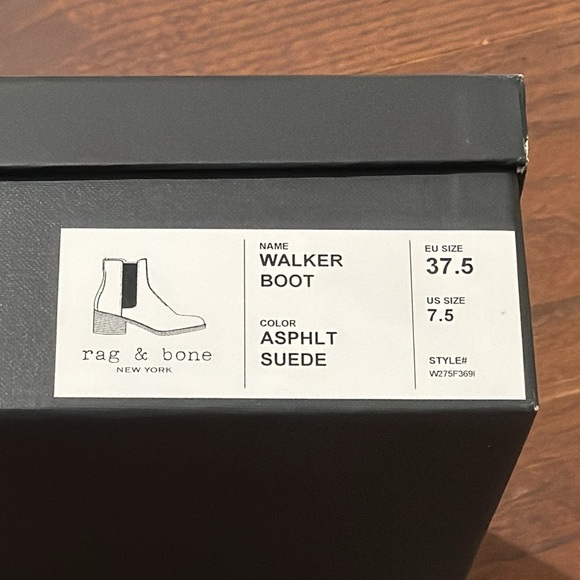 rag & bone
NEW YORK
NAME
WALKER
BOOT
COLOR
ASPHLT
SUEDE
EU SIZE
37.5
US SIZE
7.5
STYLE#
W275F369I